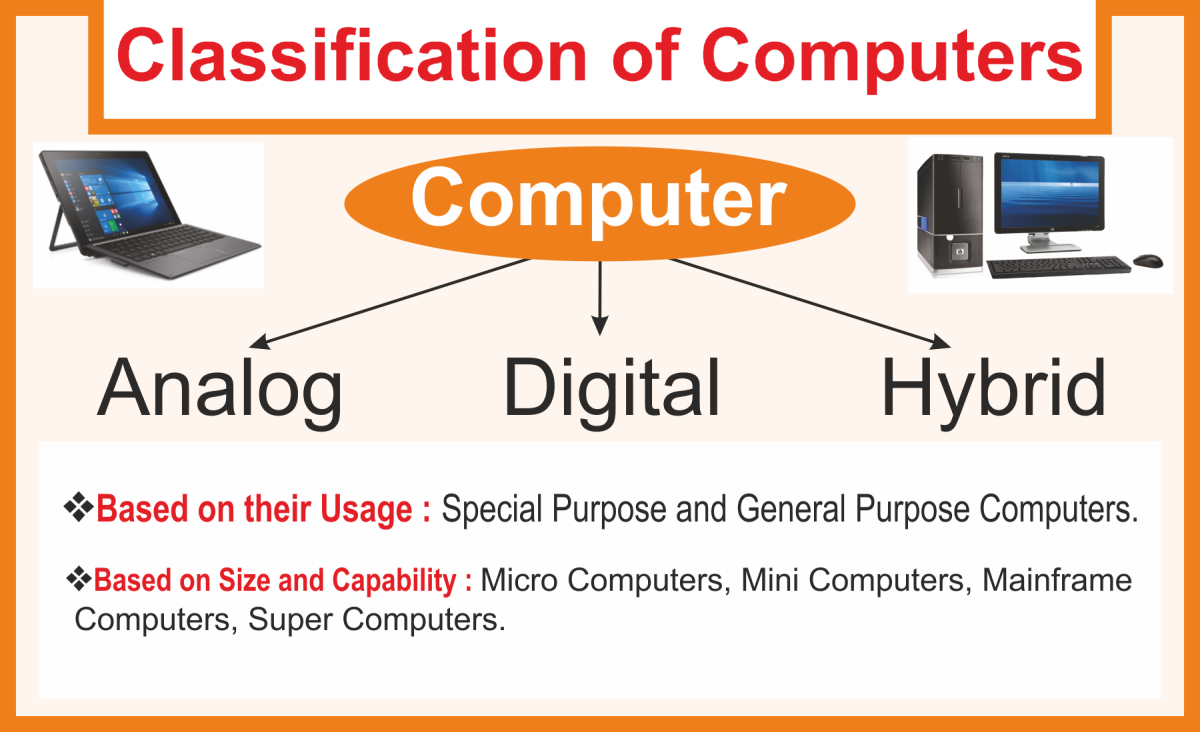 Classification of Computers
Computer
Analog Digital Hybrid
❖Based on their Usage : Special Purpose and General Purpose Computers.
❖Based on Size and Capability : Micro Computers, Mini Computers, Mainframe
Computers, Super Computers.